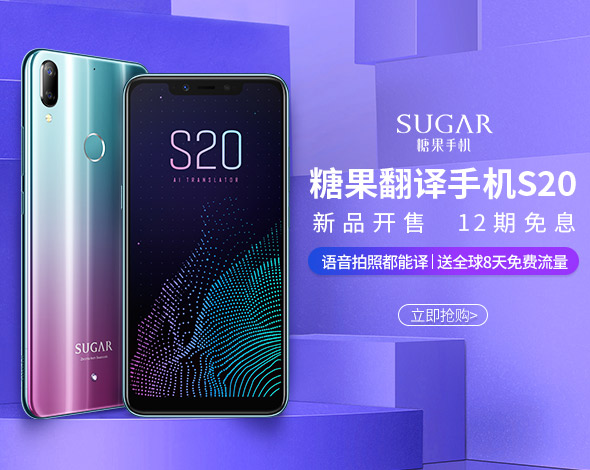 SUGAR
糖果手机
糖果翻译手机S20
新品开售 12期免息
语音拍照都能译|送全球8天免费流量
立即抢购>
S20
AI TRANSLATOR
SUGAR